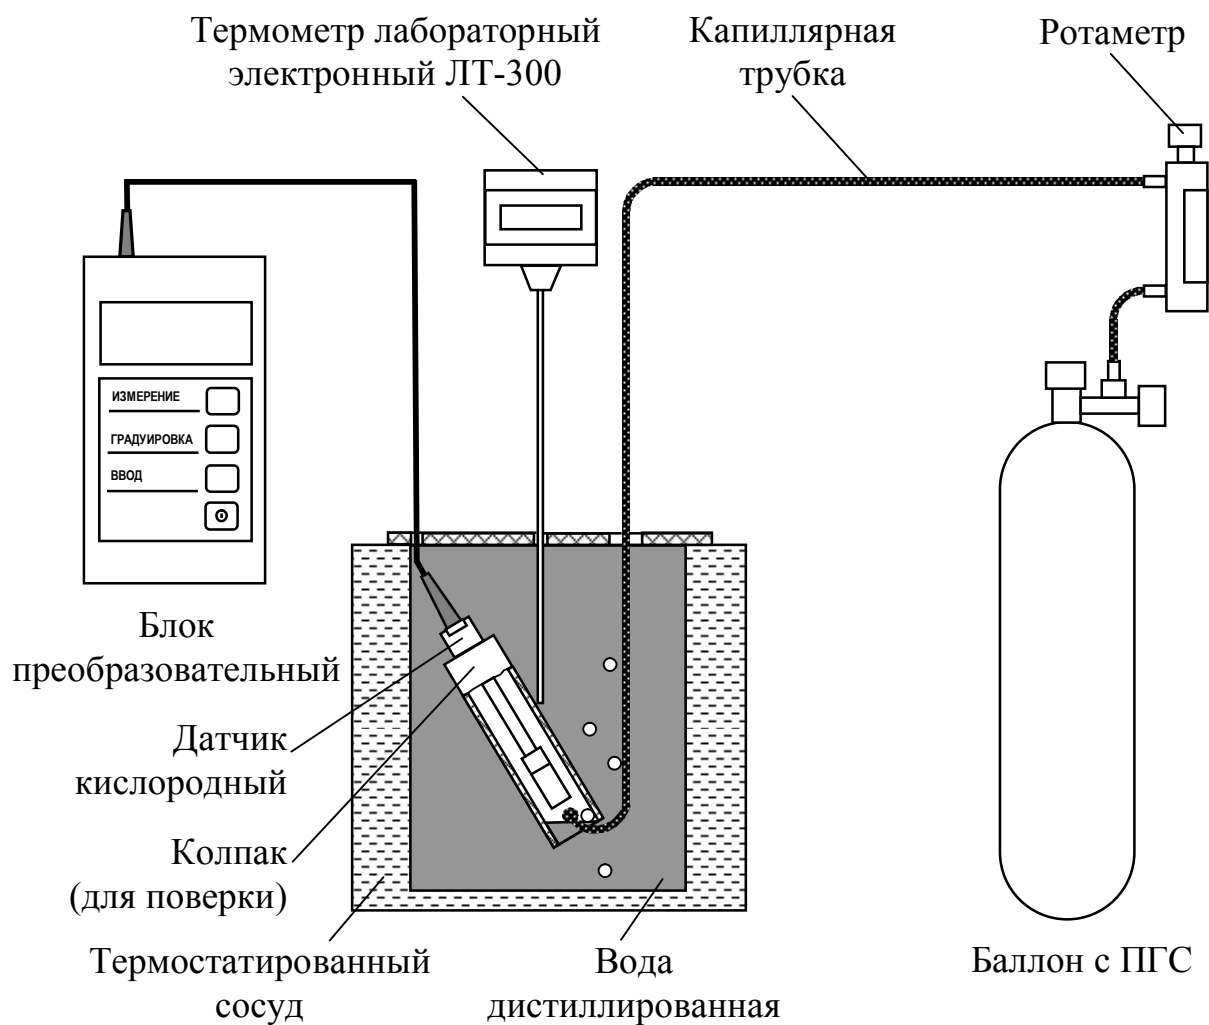 Термометр лабораторный
электронный ЛТ-300
Капиллярная
трубка
Ротаметр
ИЗМЕРЕНИЕ
ГРАДУИРОВКА
ВВОД
Блок
преобразовательный
Датчик
кислородный
Колпак
(для поверки)
Термостатированный
сосуд
Вода
дистиллированная
Баллон с ПГС